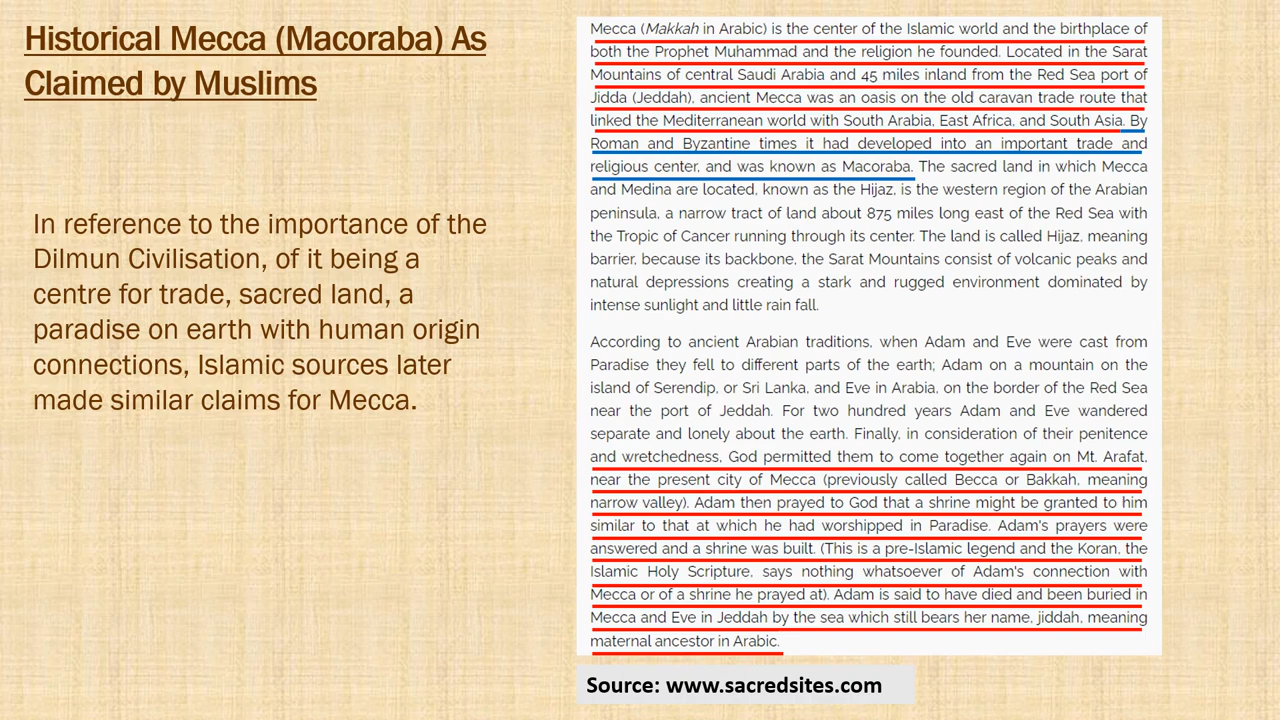 Historical Mecca (Macoraba) As
Claimed by Muslims
In reference to the importance of the
Dilmun Civilisation, of it being a
centre for trade, sacred land, a
paradise on earth with human origin
connections, Islamic sources later
made similar claims for Mecca.
Mecca (Makkah in Arabic) is the center of the Islamic world and the birthplace of
both the Prophet Muhammad and the religion he founded. Located in the Sarat
Mountains of central Saudi Arabia and 45 miles inland from the Red Sea port of
Jidda (Jeddah), ancient Mecca was an oasis on the old caravan trade route that
linked the Mediterranean world with South Arabia, East Africa, and South Asia. By
Roman and Byzantine times it had developed into an important trade and
religious center, and was known as Macoraba. The sacred land in which Mecca
and Medina are located, known as the Hijaz, is the western region of the Arabian
peninsula, a narrow tract of land about 875 miles long east of the Red Sea with
the Tropic of Cancer running through its center. The land is called Hijaz, meaning
barrier, because its backbone, the Sarat Mountains consist of volcanic peaks and
natural depressions creating a stark and rugged environment dominated by
intense sunlight and little rain fall.
According to ancient Arabian traditions, when Adam and Eve were cast from
Paradise they fell to different parts of the earth; Adam on a mountain on the
island of Serendip, or Sri Lanka, and Eve in Arabia, on the border of the Red Sea
near the port of Jeddah. For two hundred years Adam and Eve wandered
separate and lonely about the earth. Finally, in consideration of their penitence
and wretchedness, God permitted them to come together again on Mt. Arafat,
near the present city of Mecca (previously called Becca or Bakkah, meaning
narrow valley). Adam then prayed to God that a shrine might be granted to him
similar to that at which he had worshipped in Paradise. Adam's prayers were
answered and a shrine was built. (This is a pre-Islamic legend and the Koran, the
Islamic Holy Scripture, says nothing whatsoever of Adam's connection with
Mecca or of a shrine he prayed at). Adam is said to have died and been buried in
Mecca and Eve in Jeddah by the sea which still bears her name, jiddah, meaning
maternal ancestor in Arabic.
Source: www.sacredsites.com